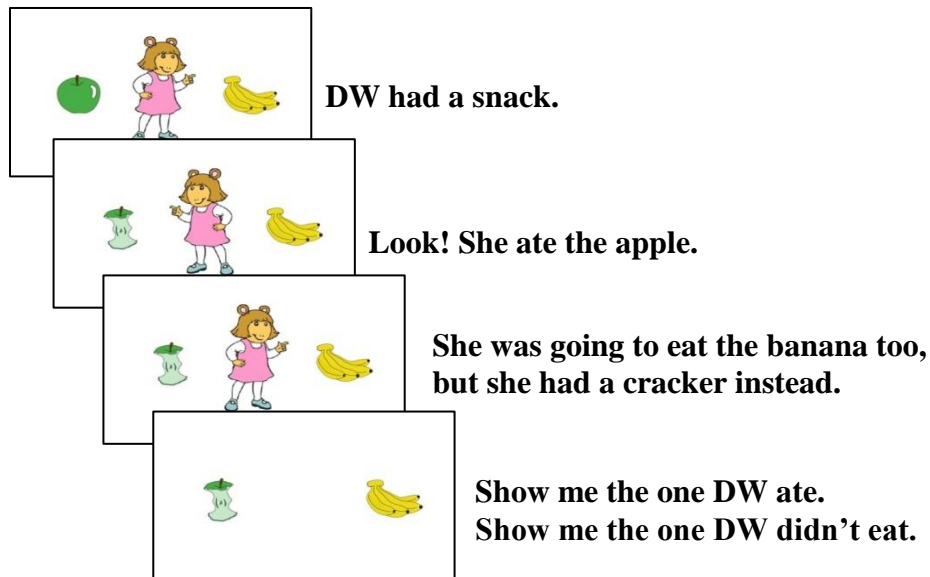 DW had a snack.
Look! She ate the apple.
She was going to eat the banana too,
but she had a cracker instead.
Show me the one DW ate.
Show me the one DW didn’t eat.